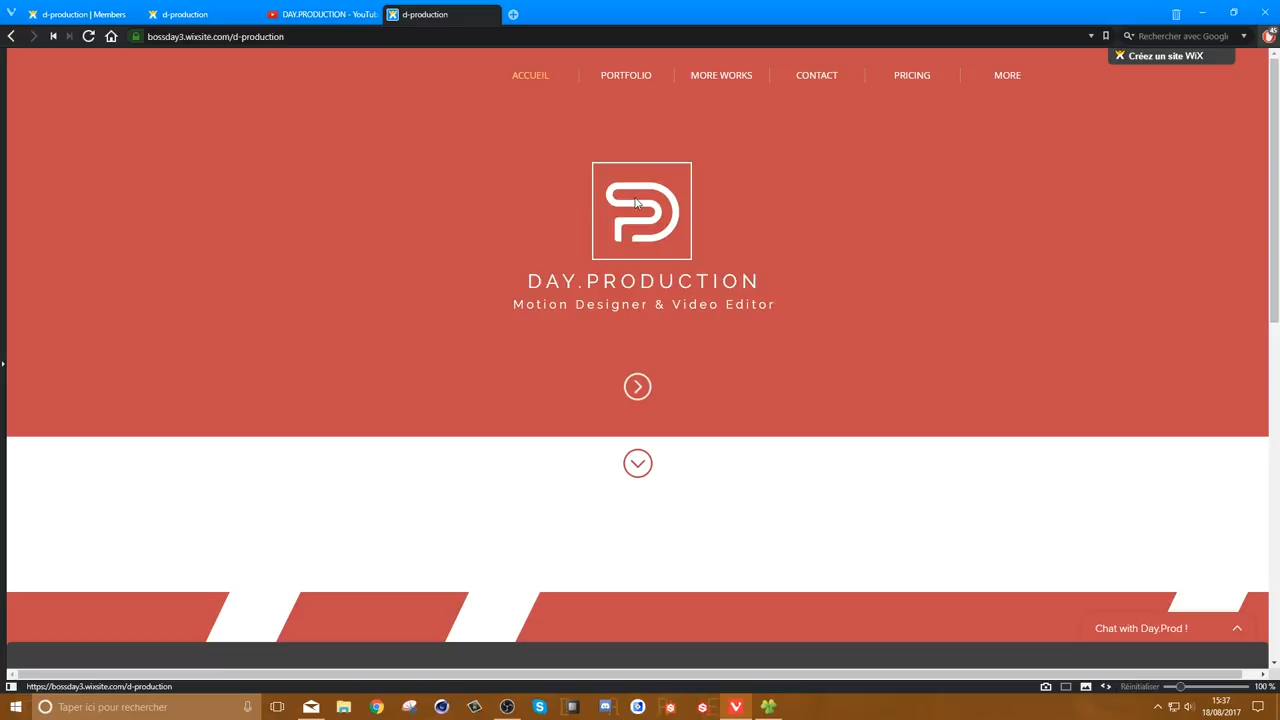 d-production | Members
d-production
DAY.PRODUCTION - YouTub
d-production
bossday3.wixsite.com/d-production
Rechercher avec Googl
45
Créez un site WiX
ACCUEIL
PORTFOLIO
MORE WORKS
CONTACT
PRICING
MORE
DAY.PRODUCTION
Motion Designer & Video Editor
Chat with Day.Prod !
https://bossday3.wixsite.com/d-production
Réinitialiser
100 %
Taper ici pour rechercher
15:37
18/08/2017